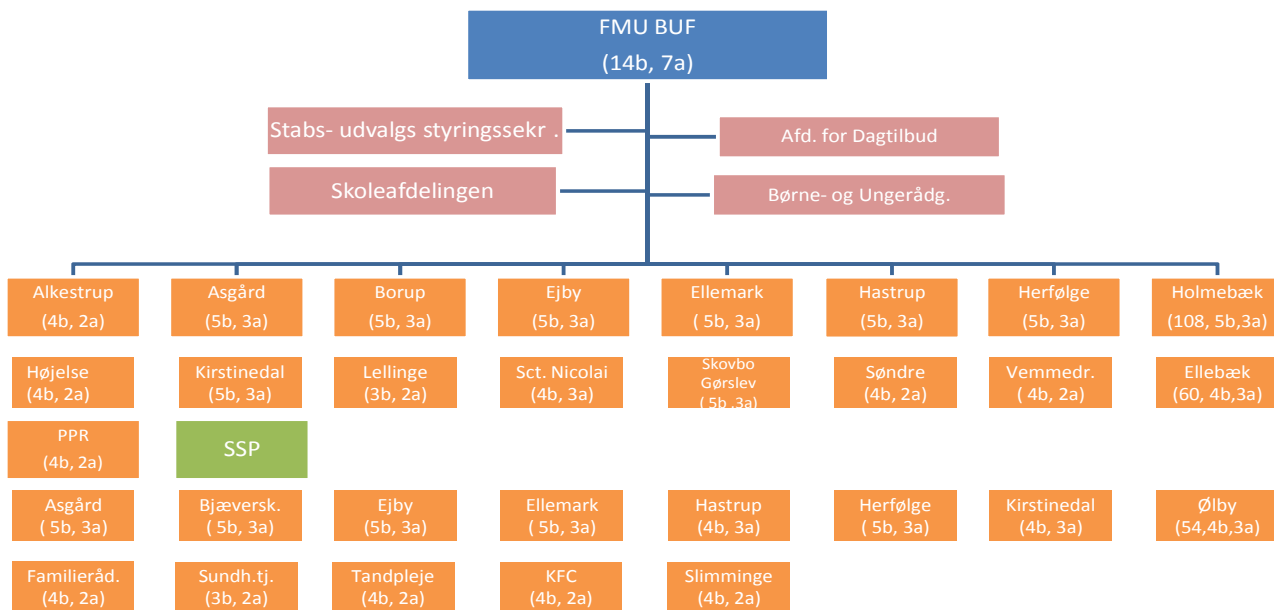 FMU BUF
(14b, 7a)
Stabs- udvalgs styringssekr .
Afd. for Dagtilbud
Skoleafdelingen
Børne- og Ungerådg.
Alkestrup
(4b, 2a)
Asgård
(5b, 3a)
Borup
(5b, 3a)
Ejby
(5b, 3a)
Ellemark
( 5b, 3a)
Hastrup
(5b, 3a)
Herfølge
(5b, 3a)
Holmebæk
(108, 5b,3a)
Højelse
(4b, 2a)
Kirstinedal
(5b, 3a)
Lellinge
(3b, 2a)
Sct. Nicolai
(4b, 3a)
Skovbo
Gørslev
( 5b ,3a)
Søndre
(4b, 2a)
Vemmedr.
( 4b, 2a)
Ellebæk
(60, 4b,3a)
PPR
(4b, 2a)
SSP
Asgård
( 5b, 3a)
Bjæversk.
( 5b, 3a)
Ejby
(5b, 3a)
Ellemark
( 5b, 3a)
Hastrup
(4b, 3a)
Herfølge
( 5b, 3a)
Kirstinedal
(4b, 3a)
Ølby
(54,4b,3a)
Familieråd.
(4b, 2a)
Sundh.tj.
(3b, 2a)
Tandpleje
(4b, 2a)
KFC
(4b, 2a)
Slimminge
(4b, 2a)